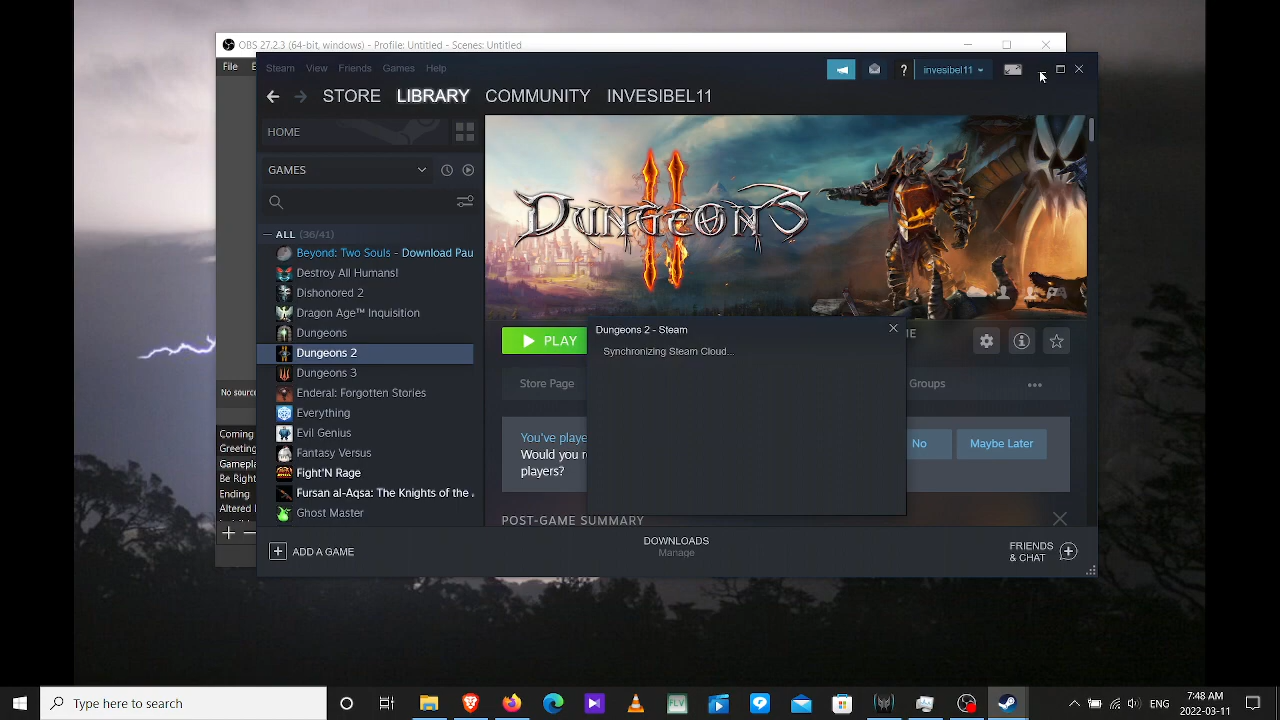 OBS 27.2.3 (64-bit, windows) - Profile: Untitled - Scenes: Untitled
File
Steam View Friends Games Help
invesibel11
STORE LIBRARY COMMUNITY INVESIBEL11
HOME
GAMES
ALL (36/41)
Beyond: Two Souls - Download Pau
Destroy All Humans!
Dishonored 2
Dragon Age™ Inquisition
Dungeons
Dungeons 2
Dungeons 3
Enderal: Forgotten Stories
Everything
Evil Genius
Fantasy Versus
Fight'N Rage
Fursan al-Aqsa: The Knights of the
Ghost Master
DUNGEONS II
PLAY
Dungeons 2 - Steam
Synchronizing Steam Cloud...
Store Page
Groups
•••
You've playe
Would you r
players?
No
Maybe Later
POST-GAME SUMMARY
No sourc
Coming
Greeting
Gamepla
Be Right
Ending
Altered
ADD A GAME
DOWNLOADS
Manage
FRIENDS
& CHAT
Type here to search
FLV
ENG
7:48 AM
2022-03-11